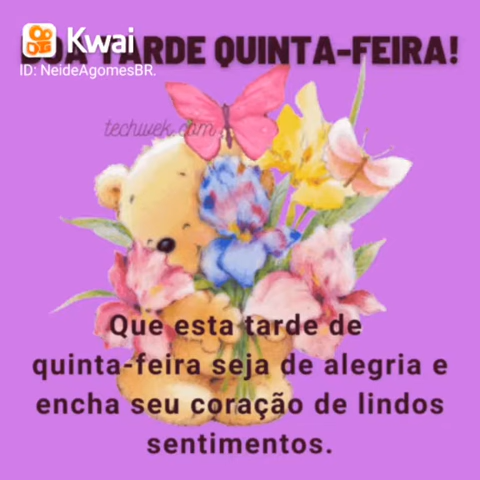 Kwai
ID: NeideAgomesBR.
BOA TARDE QUINTA-FEIRA!
techwek.com
Que esta tarde de
quinta-feira seja de alegria e
encha seu coração de lindos
sentimentos.